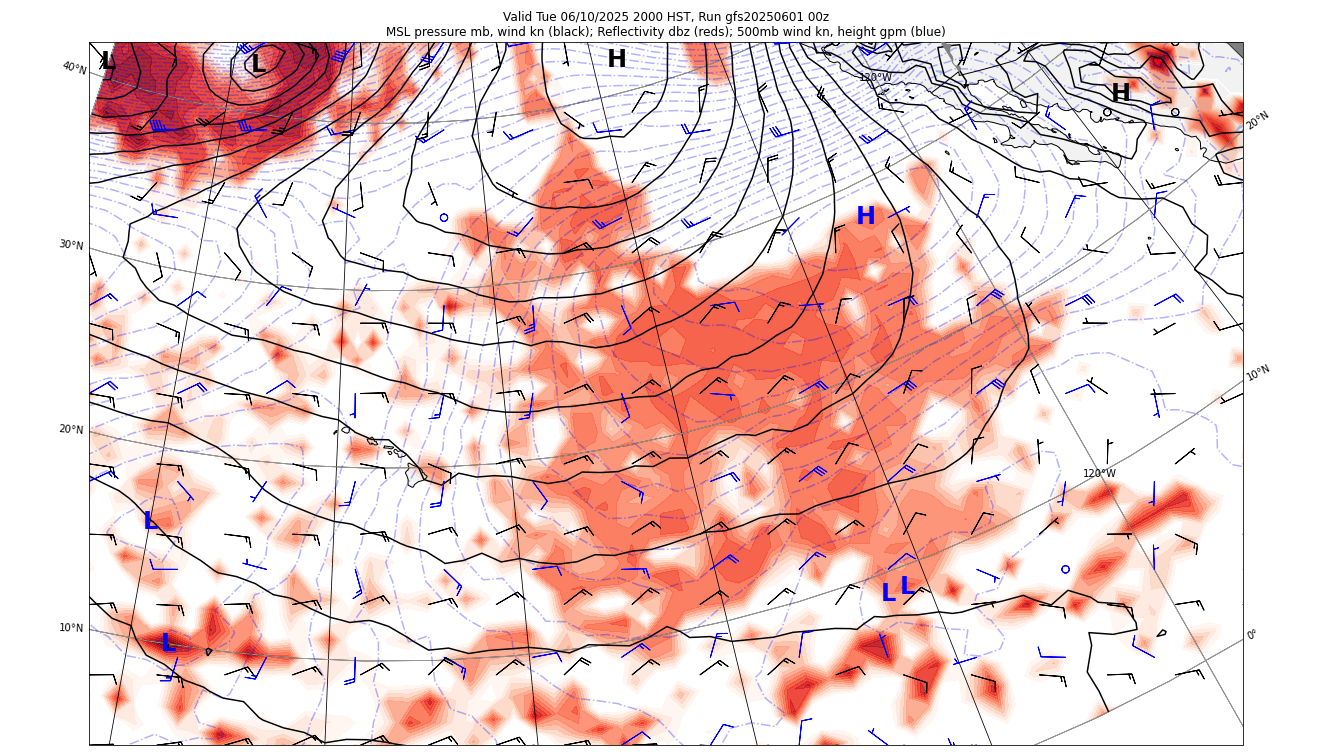 Valid Tue 06/10/2025 2000 HST, Run gfs20250601 00z
MSL pressure mb, wind kn (black); Reflectivity dbz (reds); 500mb wind kn, height gpm (blue)
L
L
H
H
40°N
120°W
20°N
H
30°N
10°N
20°N
120°W
L
L
L
L
10°N
0°